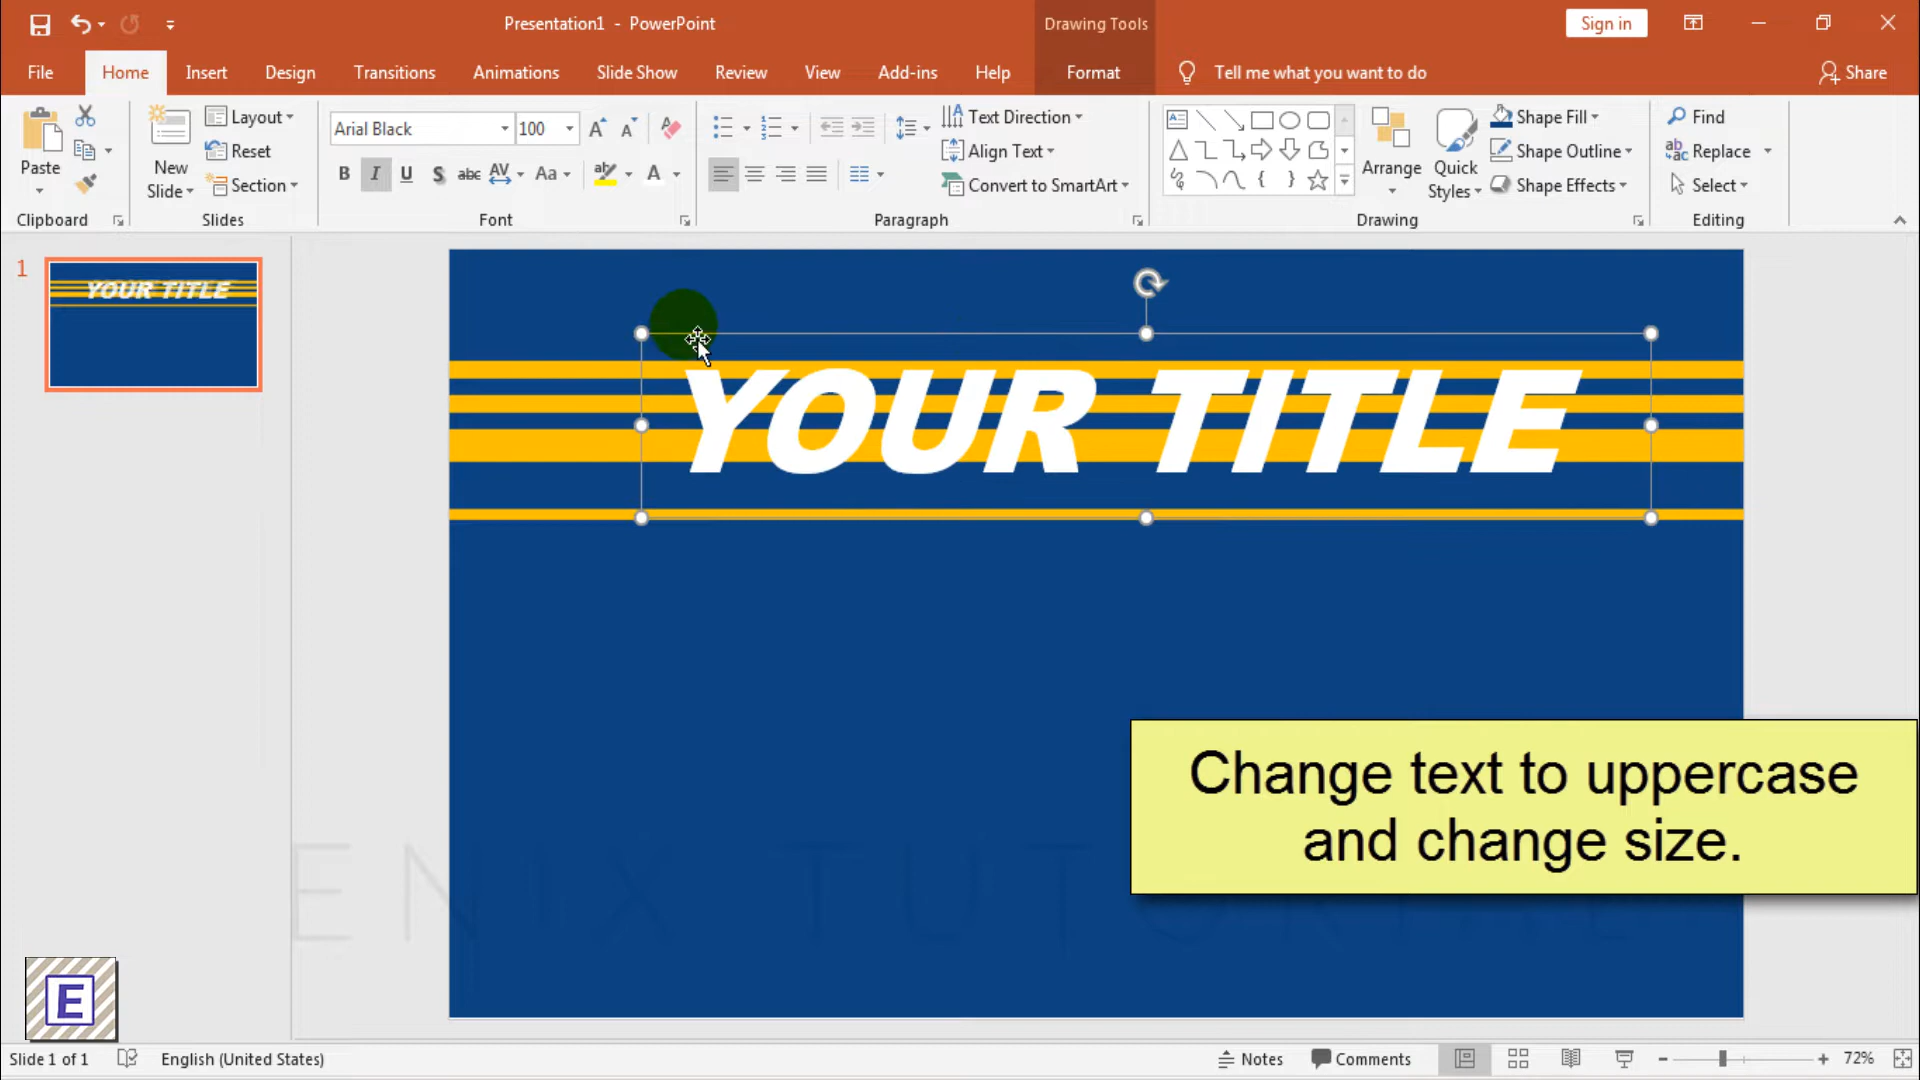 Presentation1 - PowerPoint
Drawing Tools
Sign in
File Home Insert Design Transitions Animations Slide Show Review View Add-ins Help Format Tell me what you want to do Share
Paste
New Slide
Layout
Reset
Section
Arial Black 100
B I U S abc AV Aa aby A
Text Direction
Align Text
Convert to SmartArt
Arrange
Quick Styles
Shape Fill
Shape Outline
Shape Effects
Find
Replace
Select
Clipboard Slides Font Paragraph Drawing Editing
1
YOUR TITLE
YOUR TITLE
Change text to uppercase
and change size.
ENIX TUTORIAL
E
Slide 1 of 1 English (United States) Notes Comments 72%